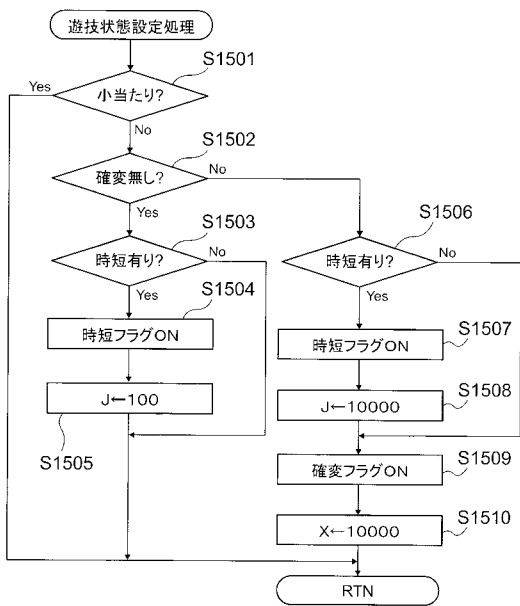 遊技状態設定処理
S1501
小当たり?
Yes
No
S1502
確変無し?
No
Yes
S1503
時短有り?
No
Yes
S1504
時短フラグON
J←100
S1505
S1506
時短有り?
No
Yes
S1507
時短フラグON
S1508
J←10000
S1509
確変フラグON
S1510
X←10000
RTN